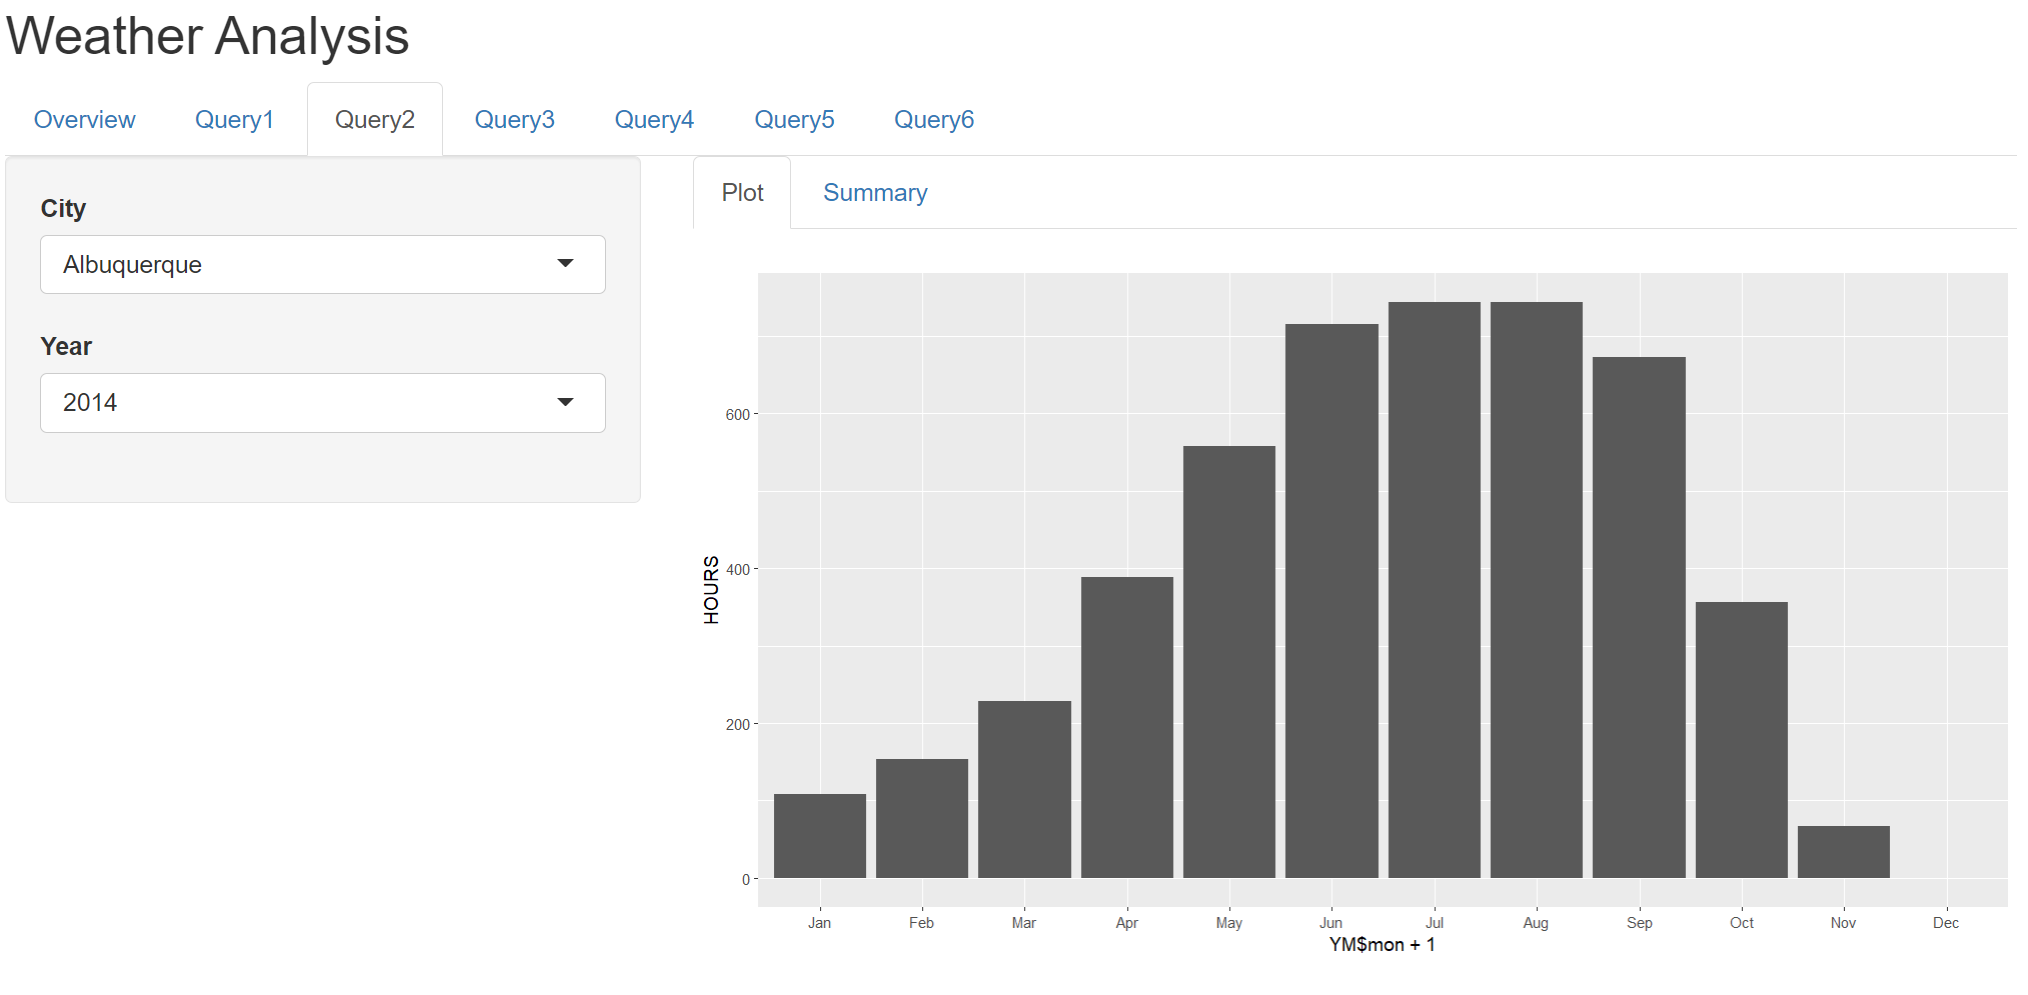 Weather Analysis
Overview Query1 Query2 Query3 Query4 Query5 Query6
City
Albuquerque
Year
2014
Plot Summary
HOURS
600
400
200
0
Jan Feb Mar Apr May Jun Jul Aug Sep Oct Nov Dec
YM$mon + 1